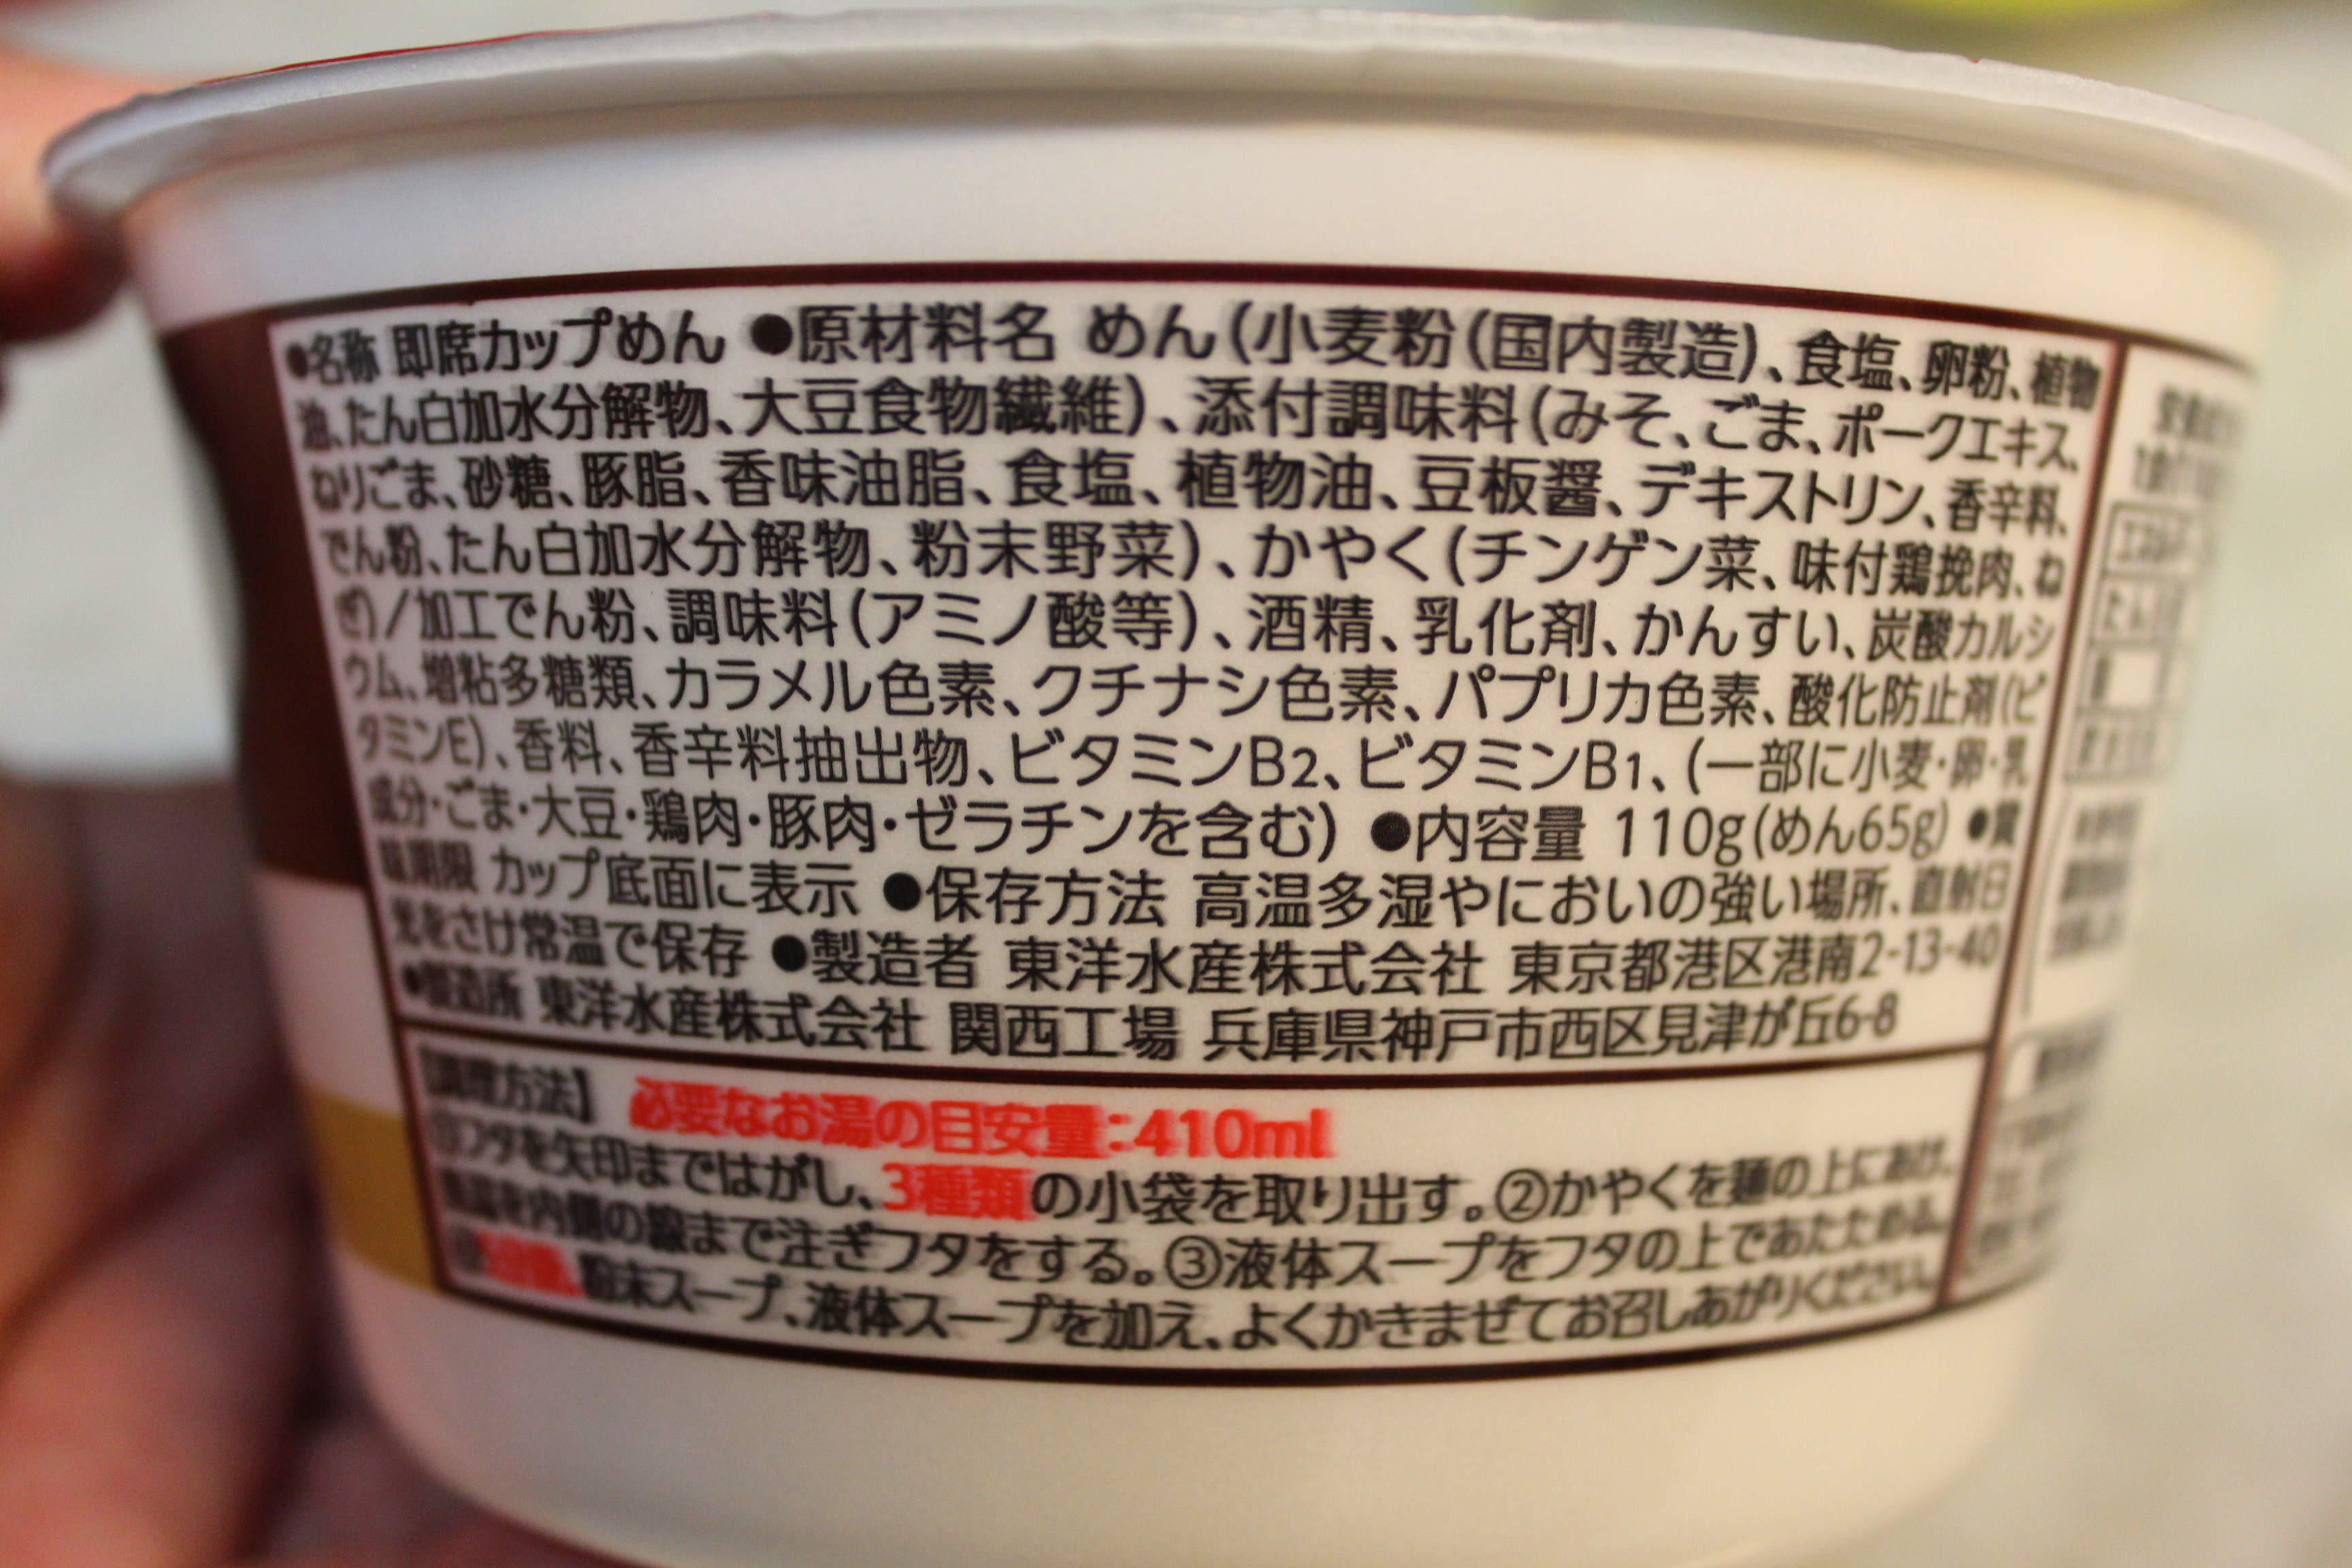 ●名称 即席カップめん ●原材料名 めん(小麦粉(国内製造)、食塩、卵粉、植物
油、たん白加水分解物、大豆食物繊維)、添付調味料(みそ、ごま、ポークエキス、
ねりごま、砂糖、豚脂、香味油脂、食塩、植物油、豆板醤、デキストリン、香辛料、
でん粉、たん白加水分解物、粉末野菜)、かやく(チンゲン菜、味付鶏挽肉、ね
ぎ)/加工でん粉、調味料(アミノ酸等)、酒精、乳化剤、かんすい、炭酸カルシ
ウム、増粘多糖類、カラメル色素、クチナシ色素、パプリカ色素、酸化防止剤(ビ
タミンE)、香料、香辛料抽出物、ビタミンB2、ビタミンB1、(一部に小麦・卵・乳
成分・ごま・大豆・鶏肉・豚肉・ゼラチンを含む) ●内容量 110g(めん65g) ●賞
味期限 カップ底面に表示 ●保存方法 高温多湿やにおいの強い場所、直射日
光をさけ常温で保存 ●製造者 東洋水産株式会社 東京都港区港南2-13-40
●製造所 東洋水産株式会社 関西工場 兵庫県神戸市西区見津が丘6-8
【調理方法】 必要なお湯の目安量:410ml
①フタを矢印まではがし、3種類の小袋を取り出す。②かやくを麺の上にあけ、
熱湯を内側の線まで注ぎフタをする。③液体スープをフタの上であたためる。
粉末スープ、液体スープを加え、よくかきまぜてお召しあがりください。